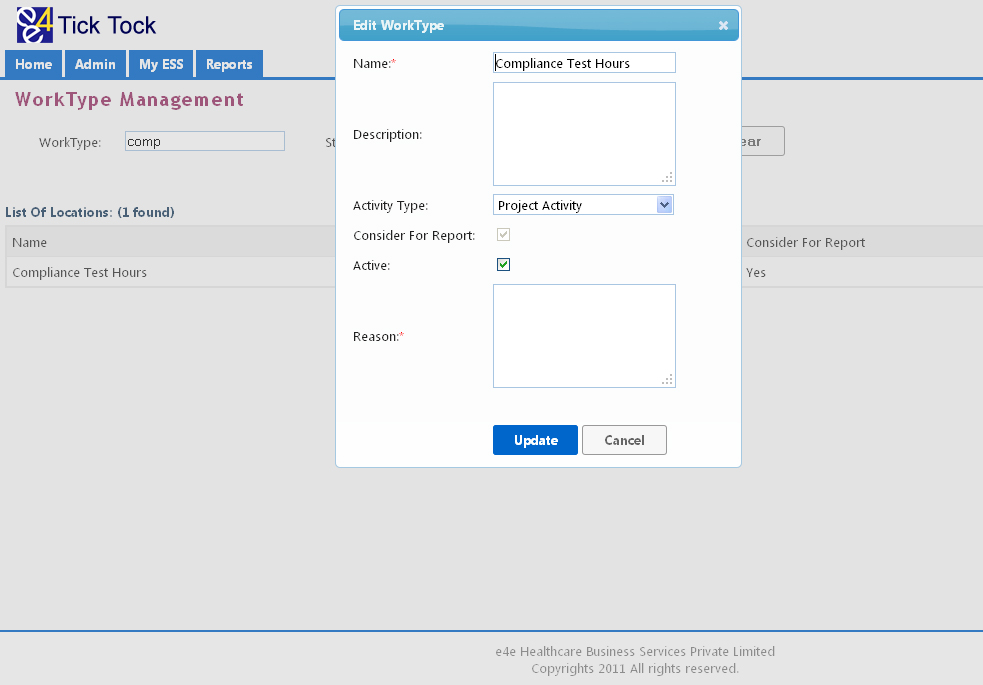 e4e Tick Tock
Home Admin My ESS Reports
WorkType Management
WorkType: comp
List Of Locations: (1 found)
Name Consider For Report
Compliance Test Hours Yes
Edit WorkType
Name:* Compliance Test Hours
Description:
Activity Type: Project Activity
Consider For Report:
Active:
Reason:*
Update Cancel
e4e Healthcare Business Services Private Limited
Copyrights 2011 All rights reserved.